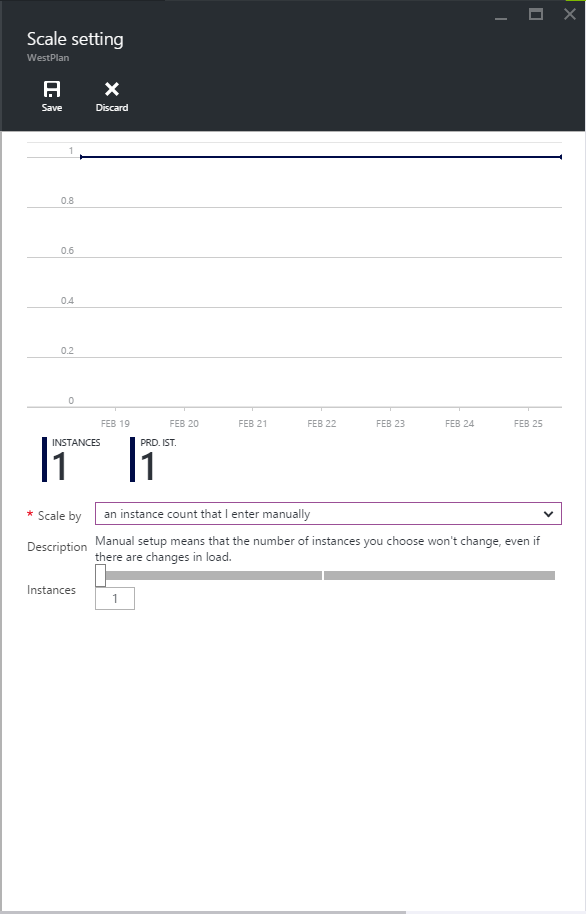 Scale setting
WestPlan
Save Discard
1
0.8
0.6
0.4
0.2
0
FEB 19 FEB 20 FEB 21 FEB 22 FEB 23 FEB 24 FEB 25
INSTANCES PRD. IST.
1 1
* Scale by an instance count that I enter manually
Description Manual setup means that the number of instances you choose won't change, even if
there are changes in load.
Instances
1